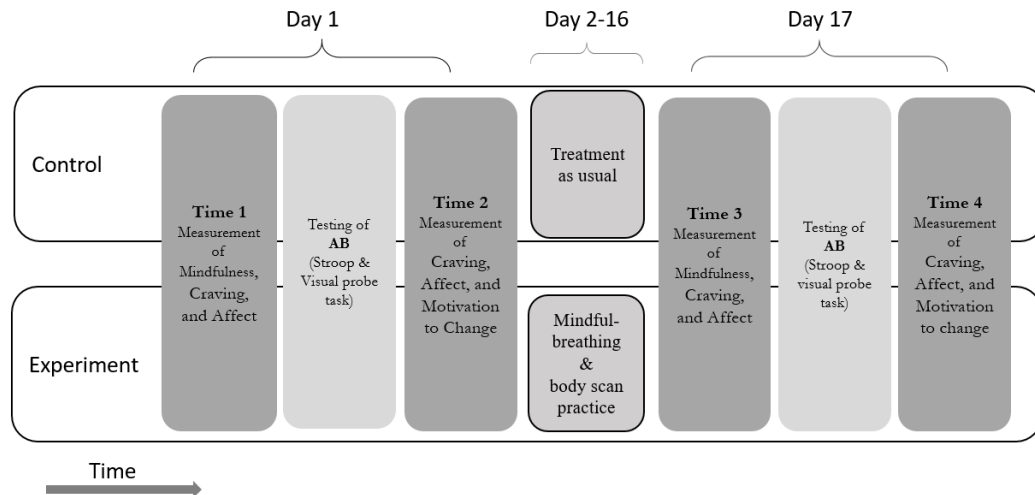 Day 1
Day 2-16
Day 17
Control
Time 1
Measurement
of
Mindfulness,
Craving,
and Affect
Testing of
AB
(Stroop &
Visual probe
task)
Time 2
Measurement
of
Craving,
Affect, and
Motivation
to Change
Treatment
as usual
Time 3
Measurement
of
Mindfulness,
Craving,
and Affect
Testing of
AB
(Stroop &
visual probe
task)
Time 4
Measurement
of
Craving,
Affect, and
Motivation
to change
Experiment
Mindful-
breathing
&
body scan
practice
Time